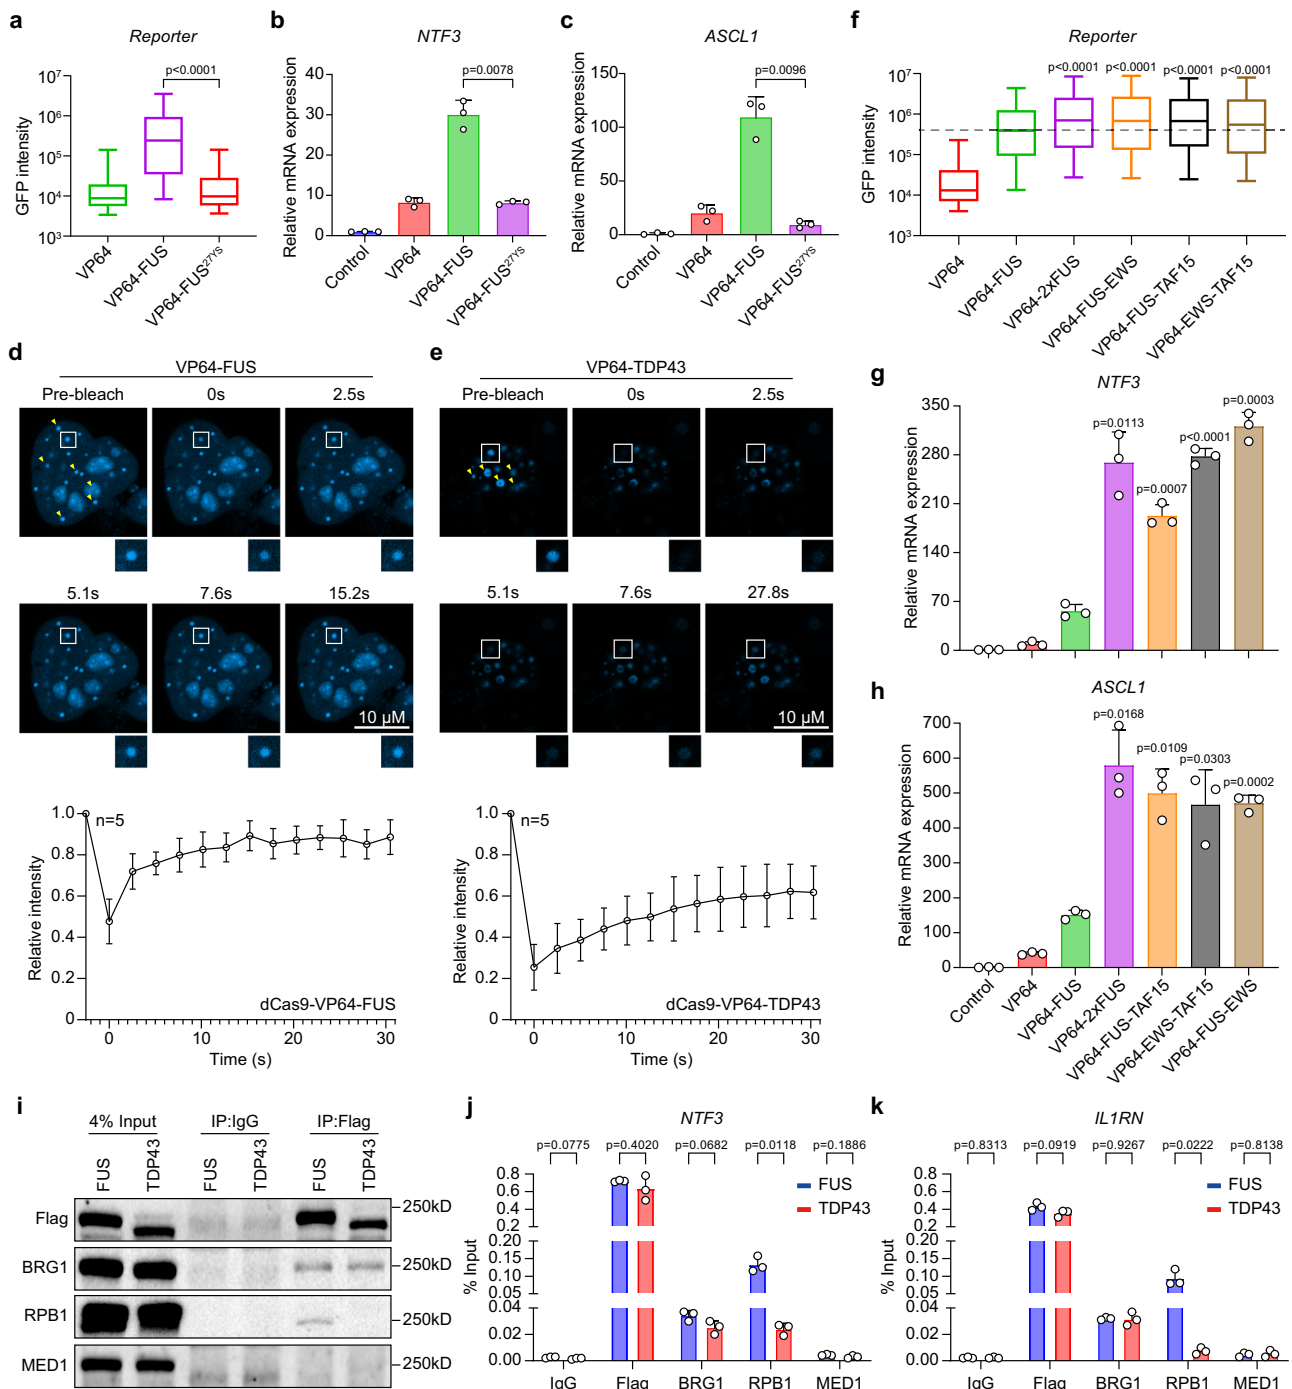 a
Reporter
p<0.0001
GFP intensity
10⁷
10⁶
10⁵
10⁴
10³
VP64
VP64-FUS
VP64-FUS²⁷ʸˢ
b
NTF3
p=0.0078
Relative mRNA expression
40
30
20
10
0
Control
VP64
VP64-FUS
VP64-FUS²⁷ʸˢ
c
ASCL1
p=0.0096
Relative mRNA expression
150
100
50
0
Control
VP64
VP64-FUS
VP64-FUS²⁷ʸˢ
f
Reporter
p<0.0001 p<0.0001 p<0.0001 p<0.0001
GFP intensity
10⁷
10⁶
10⁵
10⁴
10³
VP64
VP64-FUS
VP64-2xFUS
VP64-FUS-EWS
VP64-FUS-TAF15
VP64-EWS-TAF15
d
VP64-FUS
Pre-bleach 0s 2.5s
5.1s 7.6s 15.2s
10 µM
Relative intensity
1.0
0.8
0.6
0.4
0.2
0
n=5
dCas9-VP64-FUS
0 10 20 30
Time (s)
e
VP64-TDP43
Pre-bleach 0s 2.5s
5.1s 7.6s 27.8s
10 µM
Relative intensity
1.0
0.8
0.6
0.4
0.2
0
n=5
dCas9-VP64-TDP43
0 10 20 30
Time (s)
g
NTF3
Relative mRNA expression
350
280
210
140
70
0
p=0.0113
p=0.0007
p<0.0001
p=0.0003
h
ASCL1
Relative mRNA expression
700
600
500
400
300
200
100
0
p=0.0168
p=0.0109
p=0.0303
p=0.0002
Control
VP64
VP64-FUS
VP64-2xFUS
VP64-FUS-TAF15
VP64-EWS-TAF15
VP64-FUS-EWS
i
4% Input IP:IgG IP:Flag
FUS TDP43 FUS TDP43 FUS TDP43
Flag 250kD
BRG1 250kD
RPB1 250kD
MED1 250kD
j
NTF3
p=0.0775 p=0.4020 p=0.0682 p=0.0118 p=0.1886
FUS
TDP43
% Input
0.8
0.6
0.4
0.2
0.20
0.15
0.10
0.05
0.04
0.02
0.00
IgG Flag BRG1 RPB1 MED1
k
IL1RN
p=0.8313 p=0.0919 p=0.9267 p=0.0222 p=0.8138
FUS
TDP43
% Input
0.8
0.6
0.4
0.2
0.20
0.15
0.10
0.05
0.04
0.02
0.00
IgG Flag BRG1 RPB1 MED1